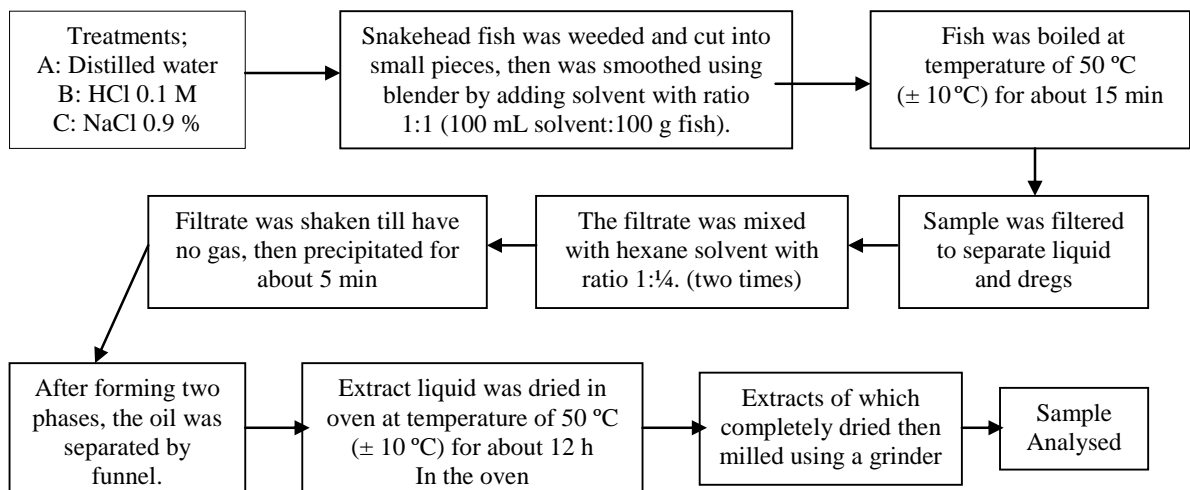 Treatments;
A: Distilled water
B: HCl 0.1 M
C: NaCl 0.9 %
Snakehead fish was weeded and cut into
small pieces, then was smoothed using
blender by adding solvent with ratio
1:1 (100 mL solvent:100 g fish).
Fish was boiled at
temperature of 50 ºC
(± 10 ºC) for about 15 min
Sample was filtered
to separate liquid
and dregs
The filtrate was mixed
with hexane solvent with
ratio 1:¼. (two times)
Filtrate was shaken till have
no gas, then precipitated for
about 5 min
After forming two
phases, the oil was
separated by
funnel.
Extract liquid was dried in
oven at temperature of 50 ºC
(± 10 ºC) for about 12 h
In the oven
Extracts of which
completely dried then
milled using a grinder
Sample
Analysed